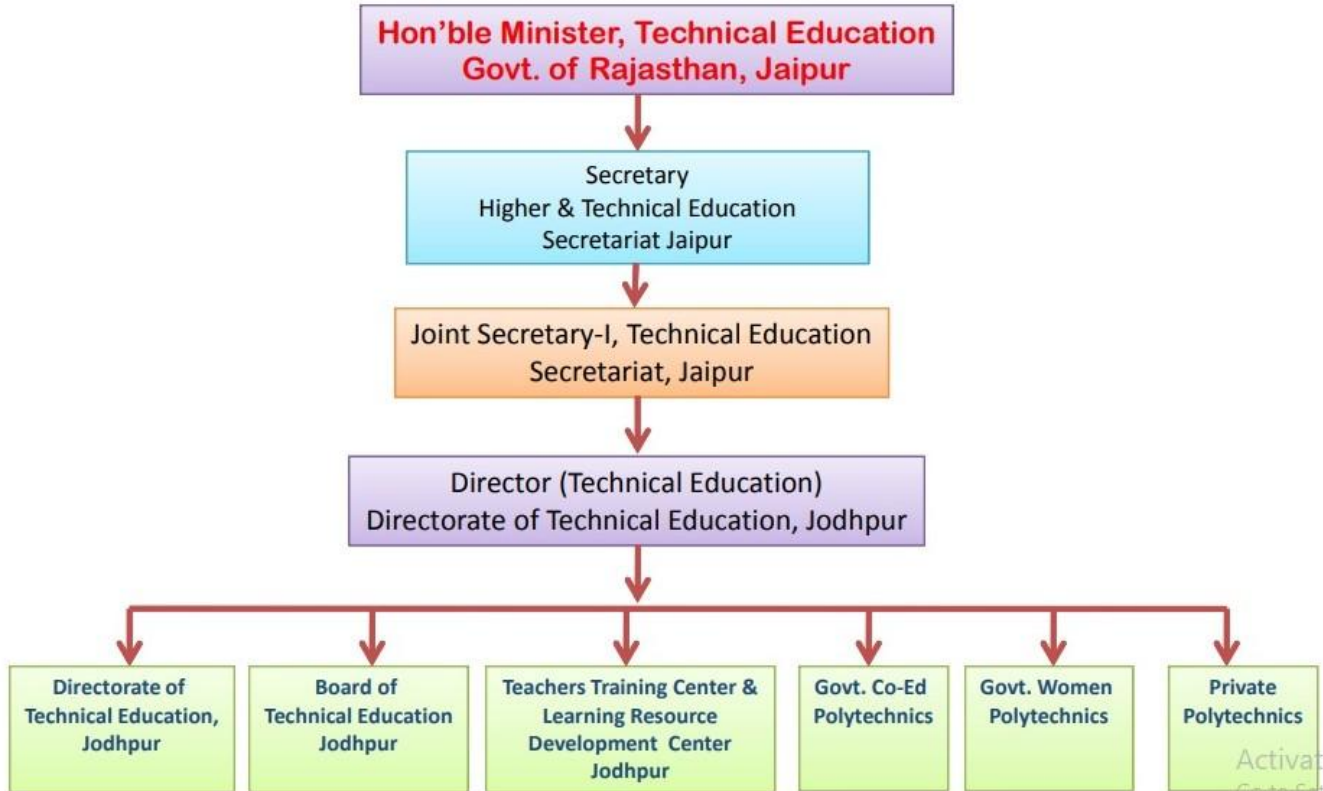 Hon’ble Minister, Technical Education
Govt. of Rajasthan, Jaipur
Secretary
Higher & Technical Education
Secretariat Jaipur
Joint Secretary-I, Technical Education
Secretariat, Jaipur
Director (Technical Education)
Directorate of Technical Education, Jodhpur
Directorate of
Technical Education,
Jodhpur
Board of
Technical Education
Jodhpur
Teachers Training Center &
Learning Resource
Development Center
Jodhpur
Govt. Co-Ed
Polytechnics
Govt. Women
Polytechnics
Private
Polytechnics
Activat